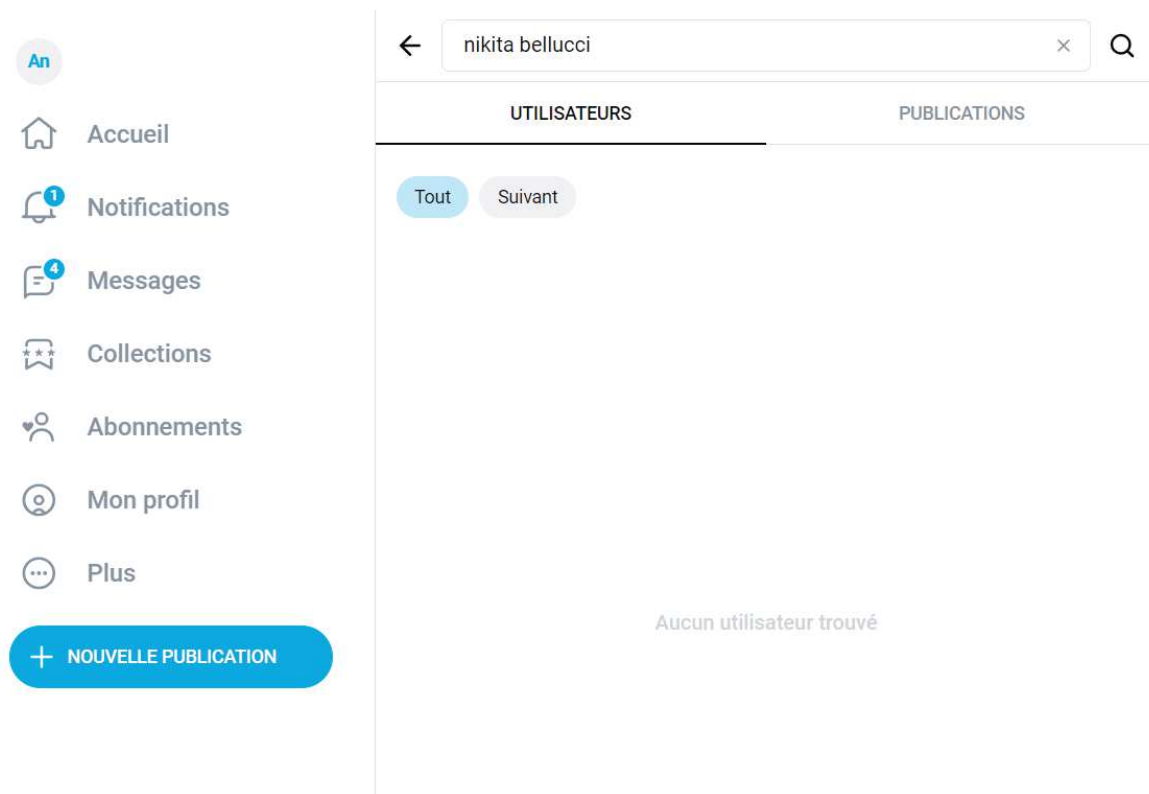 An
Accueil
1
Notifications
4
Messages
Collections
Abonnements
Mon profil
Plus
NOUVELLE PUBLICATION
nikita bellucci
UTILISATEURS
PUBLICATIONS
Tout
Suivant
Aucun utilisateur trouvé